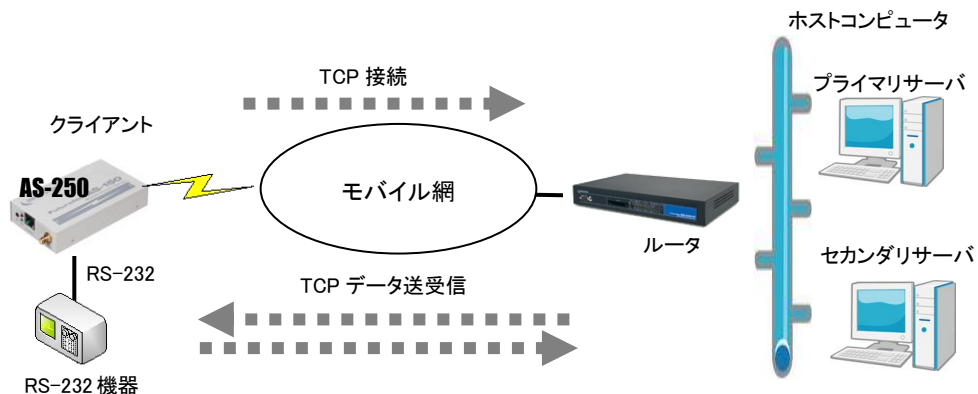 ホストコンピュータ
TCP 接続
プライマリサーバ
クライアント
AS-250
モバイル網
ルータ
セカンダリサーバ
RS-232
TCP データ送受信
RS-232 機器